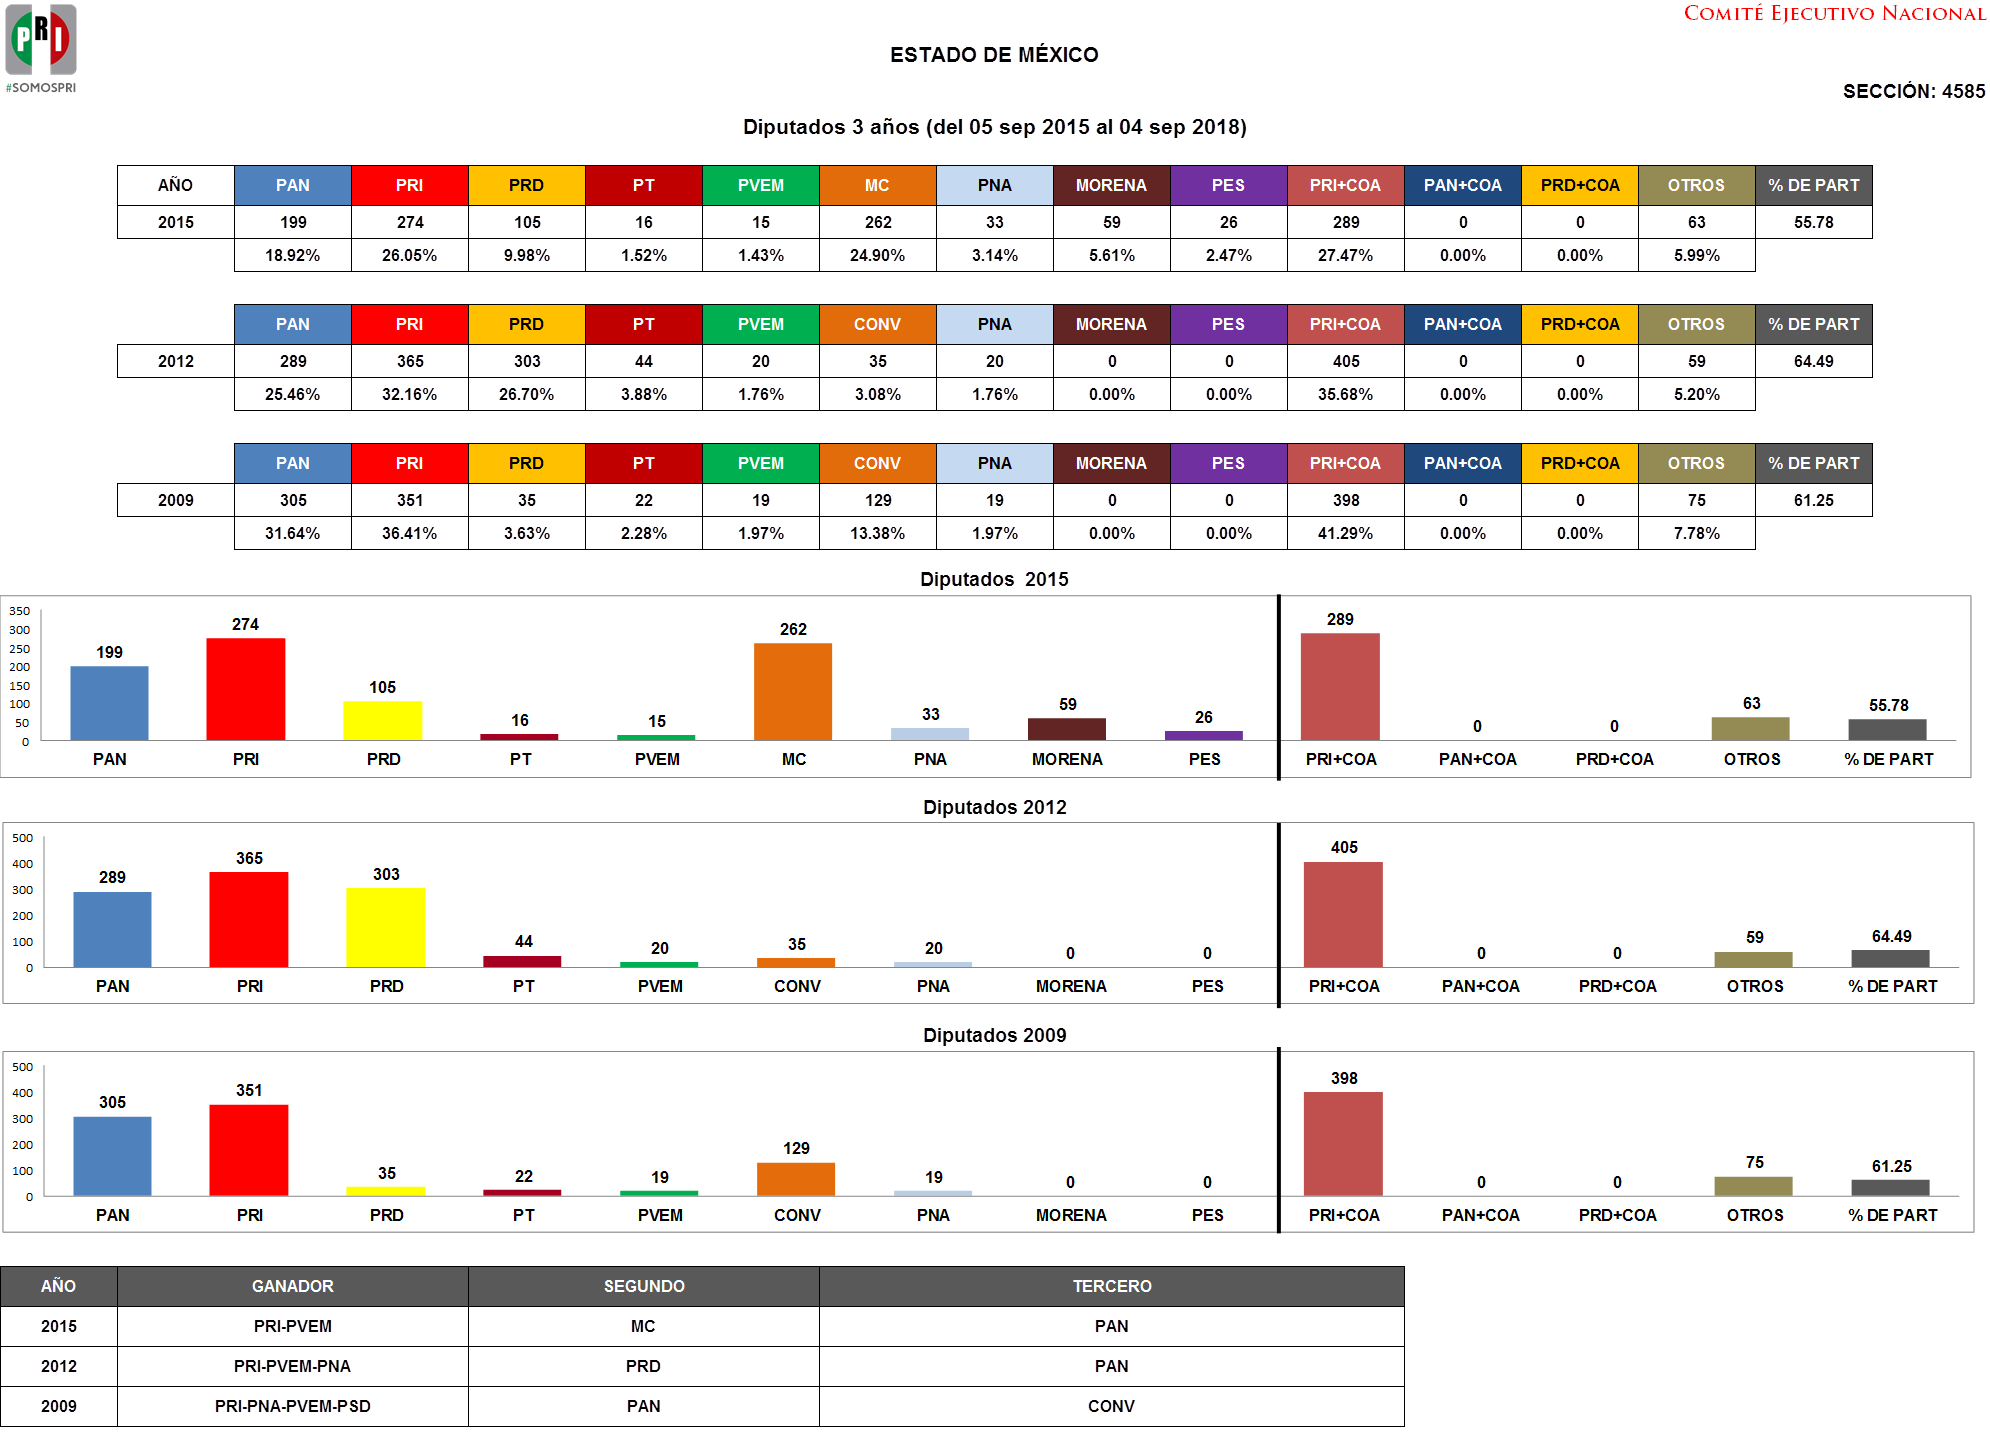 PRI
#SOMOSPRI
COMITÉ EJECUTIVO NACIONAL
ESTADO DE MÉXICO
SECCIÓN: 4585
Diputados 3 años (del 05 sep 2015 al 04 sep 2018)
AÑO PAN PRI PRD PT PVEM MC PNA MORENA PES PRI+COA PAN+COA PRD+COA OTROS % DE PART
2015 199 274 105 16 15 262 33 59 26 289 0 0 63 55.78
18.92% 26.05% 9.98% 1.52% 1.43% 24.90% 3.14% 5.61% 2.47% 27.47% 0.00% 0.00% 5.99%
PAN PRI PRD PT PVEM CONV PNA MORENA PES PRI+COA PAN+COA PRD+COA OTROS % DE PART
2012 289 365 303 44 20 35 20 0 0 405 0 0 59 64.49
25.46% 32.16% 26.70% 3.88% 1.76% 3.08% 1.76% 0.00% 0.00% 35.68% 0.00% 0.00% 5.20%
PAN PRI PRD PT PVEM CONV PNA MORENA PES PRI+COA PAN+COA PRD+COA OTROS % DE PART
2009 305 351 35 22 19 129 19 0 0 398 0 0 75 61.25
31.64% 36.41% 3.63% 2.28% 1.97% 13.38% 1.97% 0.00% 0.00% 41.29% 0.00% 0.00% 7.78%
Diputados 2015
350
300
250
200
150
100
50
0
199 274 105 16 15 262 33 59 26 289 0 0 63 55.78
PAN PRI PRD PT PVEM MC PNA MORENA PES PRI+COA PAN+COA PRD+COA OTROS % DE PART
Diputados 2012
500
400
300
200
100
0
289 365 303 44 20 35 20 0 0 405 0 0 59 64.49
PAN PRI PRD PT PVEM CONV PNA MORENA PES PRI+COA PAN+COA PRD+COA OTROS % DE PART
Diputados 2009
500
400
300
200
100
0
305 351 35 22 19 129 19 0 0 398 0 0 75 61.25
PAN PRI PRD PT PVEM CONV PNA MORENA PES PRI+COA PAN+COA PRD+COA OTROS % DE PART
AÑO GANADOR SEGUNDO TERCERO
2015 PRI-PVEM MC PAN
2012 PRI-PVEM-PNA PRD PAN
2009 PRI-PNA-PVEM-PSD PAN CONV